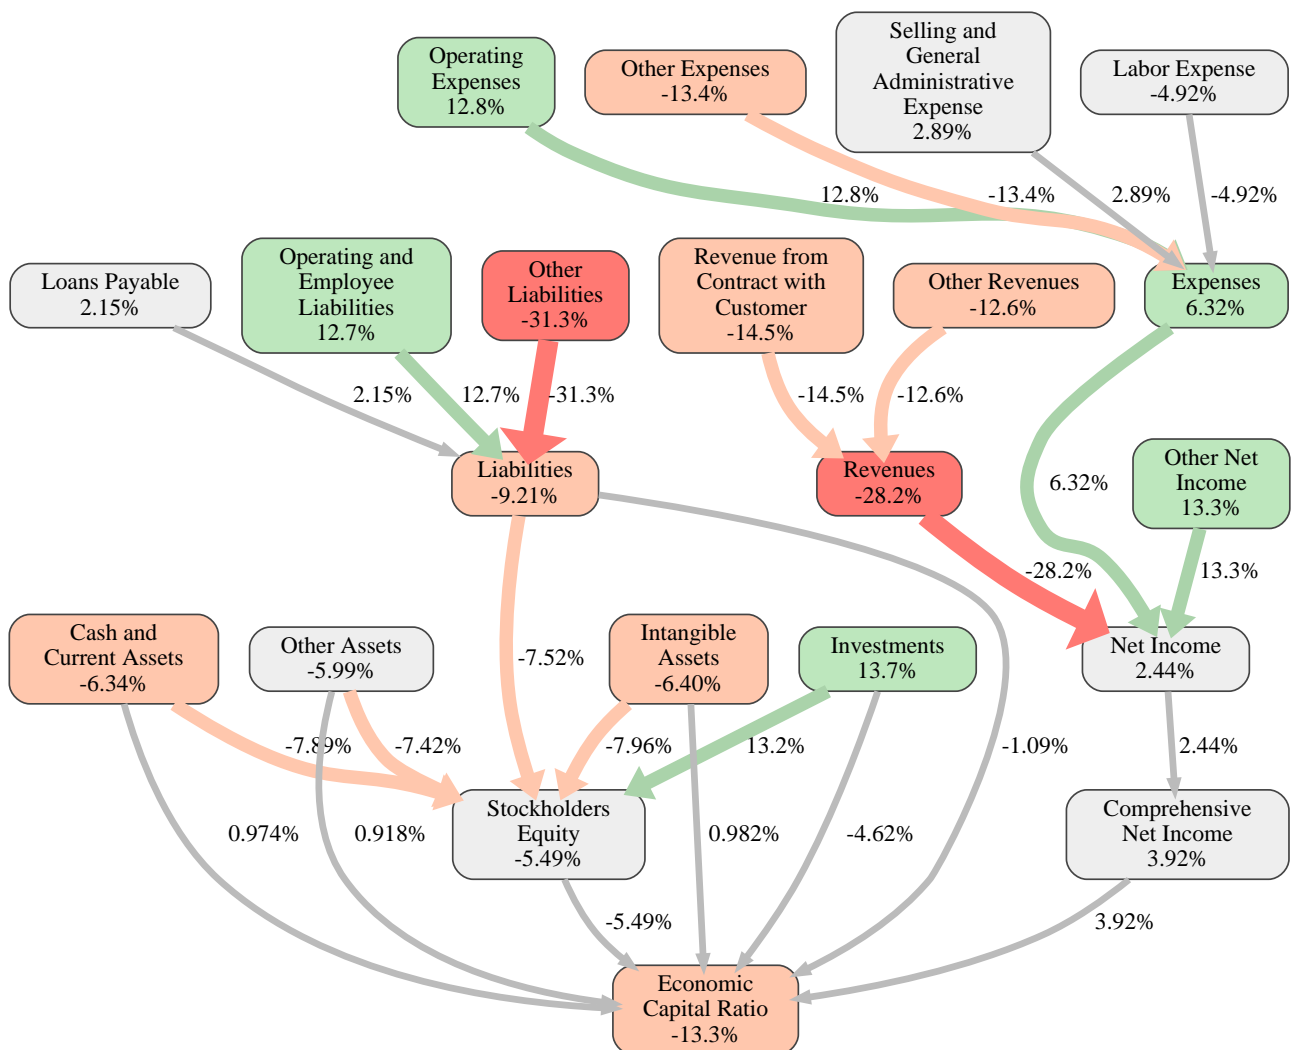 Operating
Expenses
12.8%
Other Expenses
-13.4%
Selling and
General
Administrative
Expense
2.89%
Labor Expense
-4.92%
12.8%
-13.4%
2.89%
-4.92%
Loans Payable
2.15%
Operating and
Employee
Liabilities
12.7%
Other
Liabilities
-31.3%
Revenue from
Contract with
Customer
-14.5%
Other Revenues
-12.6%
Expenses
6.32%
2.15%
12.7%
-31.3%
-14.5%
-12.6%
Liabilities
-9.21%
Revenues
-28.2%
6.32%
Other Net
Income
13.3%
-28.2%
13.3%
Cash and
Current Assets
-6.34%
Other Assets
-5.99%
-7.52%
Intangible
Assets
-6.40%
Investments
13.7%
Net Income
2.44%
-7.89%
-7.42%
-7.96%
13.2%
-1.09%
2.44%
0.974%
0.918%
Stockholders
Equity
-5.49%
0.982%
-4.62%
Comprehensive
Net Income
3.92%
-5.49%
3.92%
Economic
Capital Ratio
-13.3%